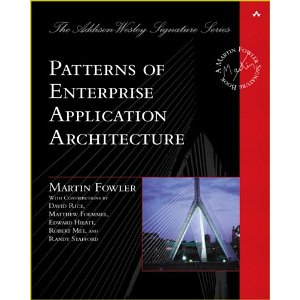 The Addison-Wesley Signature Series
PATTERNS OF
ENTERPRISE
APPLICATION
ARCHITECTURE
A MARTIN FOWLER SIGNATURE BOOK
MARTIN FOWLER
WITH CONTRIBUTIONS BY
DAVID RICE,
MATTHEW FOEMMEL,
EDWARD HIEATT,
ROBERT MEE, AND
RANDY STAFFORD